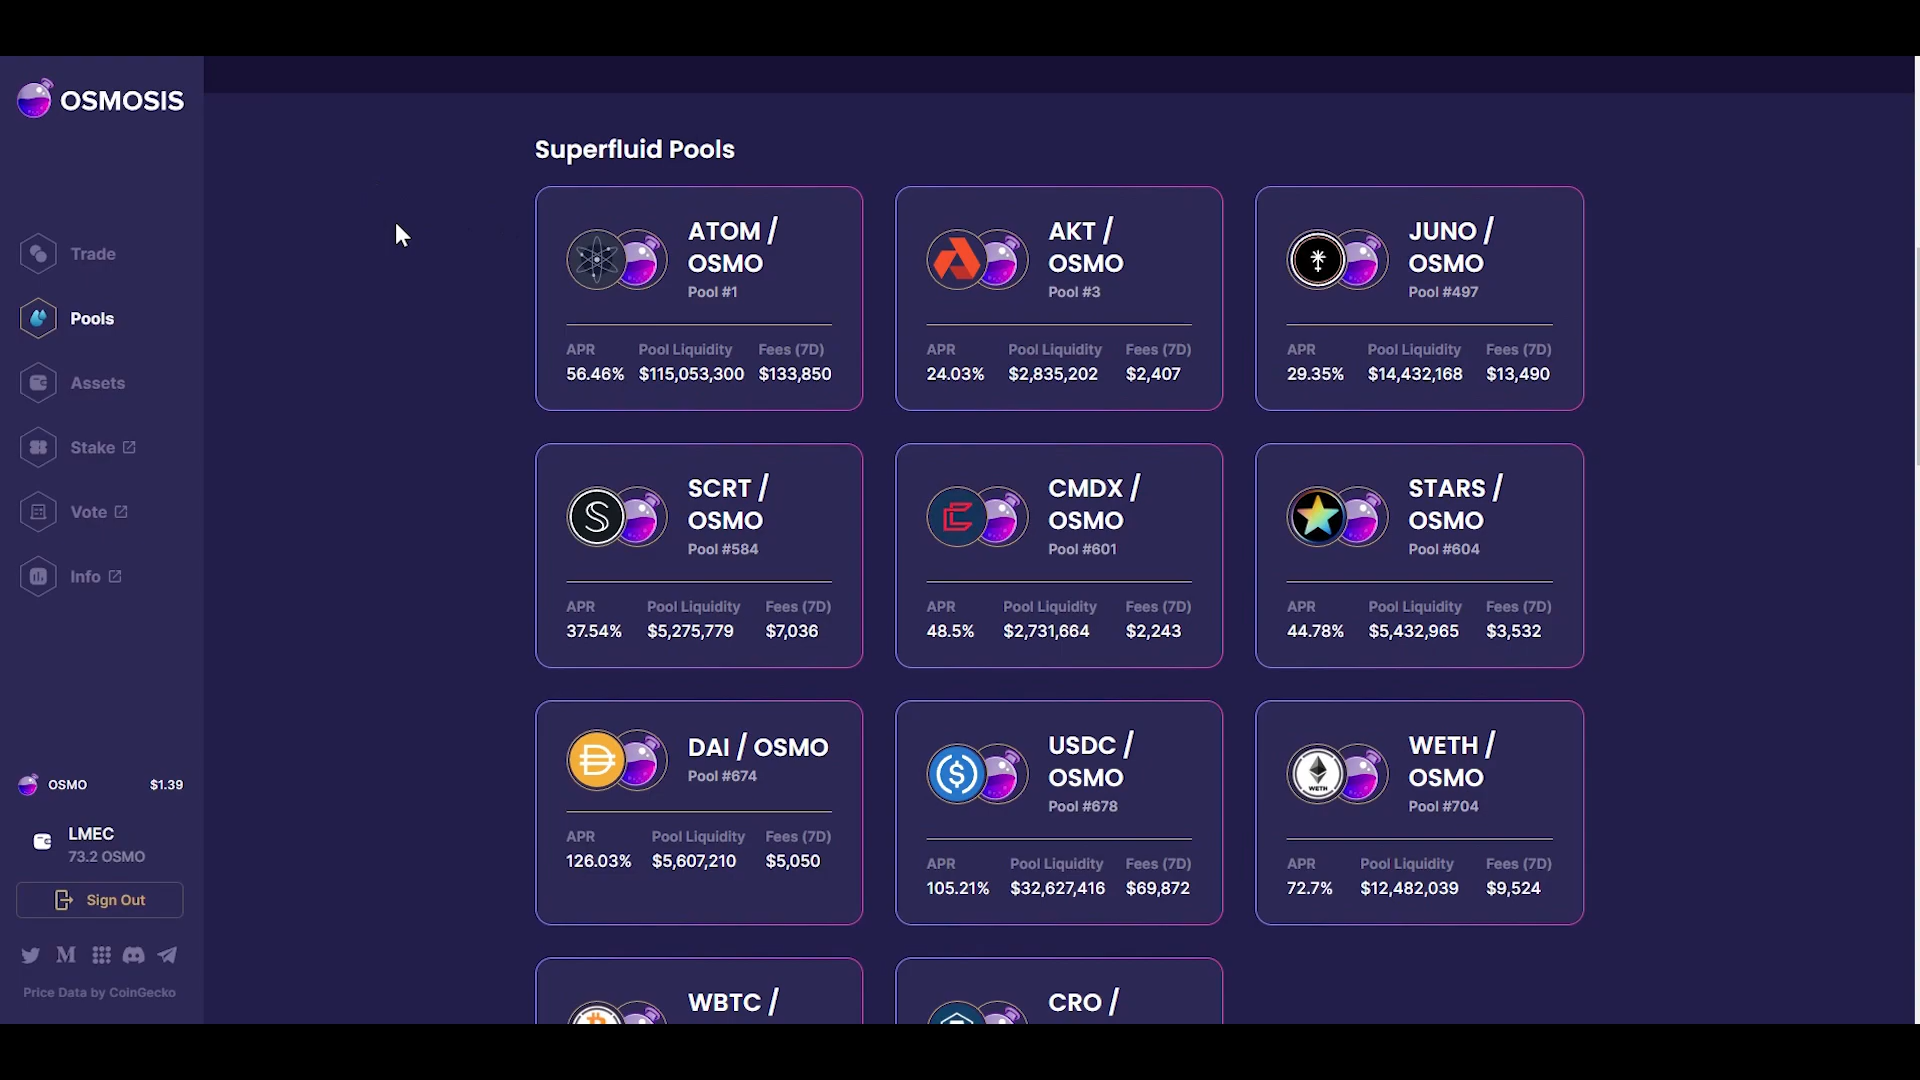 OSMOSIS
Trade
Pools
Assets
Stake
Vote
Info
OSMO $1.39
LMEC
73.2 OSMO
Sign Out
Price Data by CoinGecko
Superfluid Pools
ATOM /
OSMO
Pool #1
APR Pool Liquidity Fees (7D)
56.46% $115,053,300 $133,850
AKT /
OSMO
Pool #3
APR Pool Liquidity Fees (7D)
24.03% $2,835,202 $2,407
JUNO /
OSMO
Pool #497
APR Pool Liquidity Fees (7D)
29.35% $14,432,168 $13,490
SCRT /
OSMO
Pool #584
APR Pool Liquidity Fees (7D)
37.54% $5,275,779 $7,036
CMDX /
OSMO
Pool #601
APR Pool Liquidity Fees (7D)
48.5% $2,731,664 $2,243
STARS /
OSMO
Pool #604
APR Pool Liquidity Fees (7D)
44.78% $5,432,965 $3,532
DAI / OSMO
Pool #674
APR Pool Liquidity Fees (7D)
126.03% $5,607,210 $5,050
USDC /
OSMO
Pool #678
APR Pool Liquidity Fees (7D)
105.21% $32,627,416 $69,872
WETH
WETH /
OSMO
Pool #704
APR Pool Liquidity Fees (7D)
72.7% $12,482,039 $9,524
WBTC /
CRO /